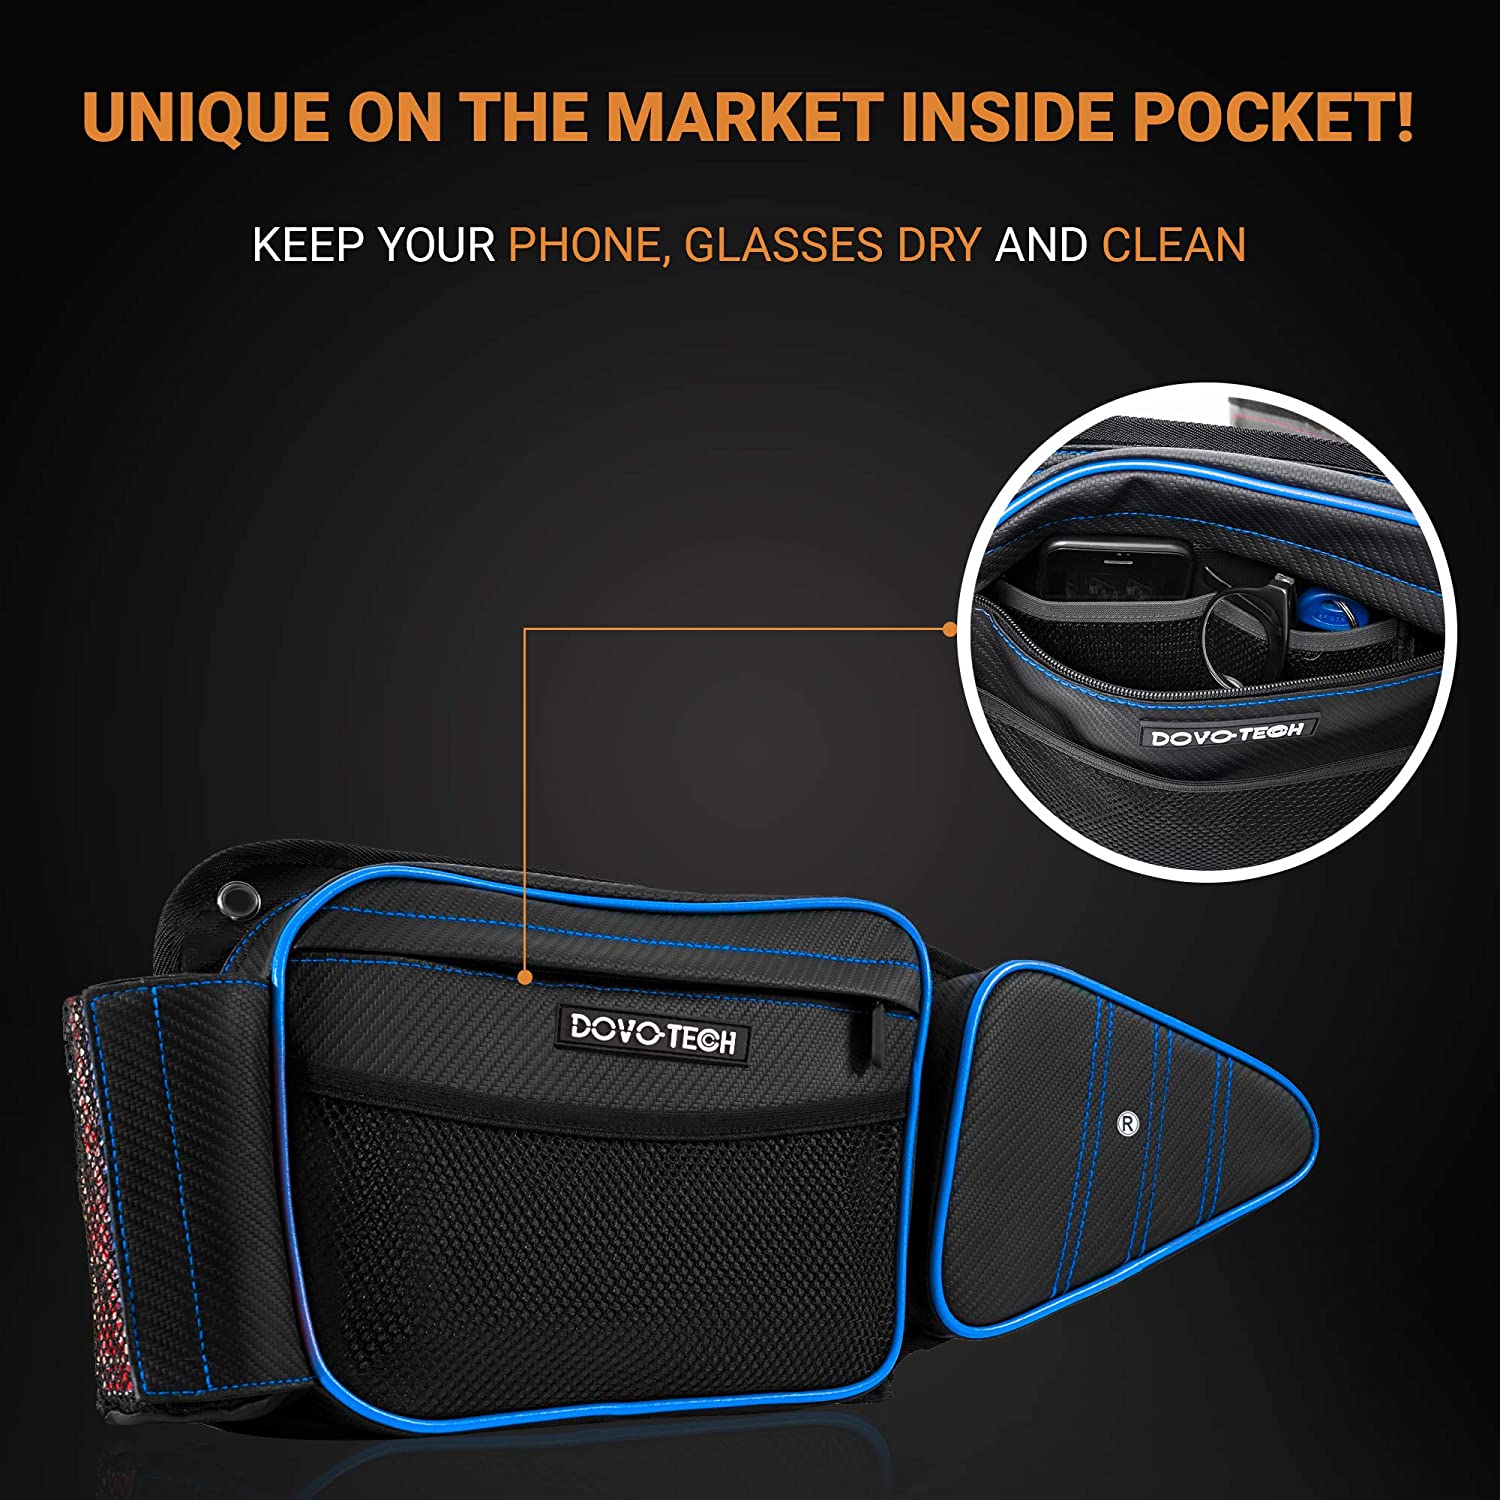 UNIQUE ON THE MARKET INSIDE POCKET!
KEEP YOUR PHONE, GLASSES DRY AND CLEAN
DOVO-TECH
DOVO-TECH
®